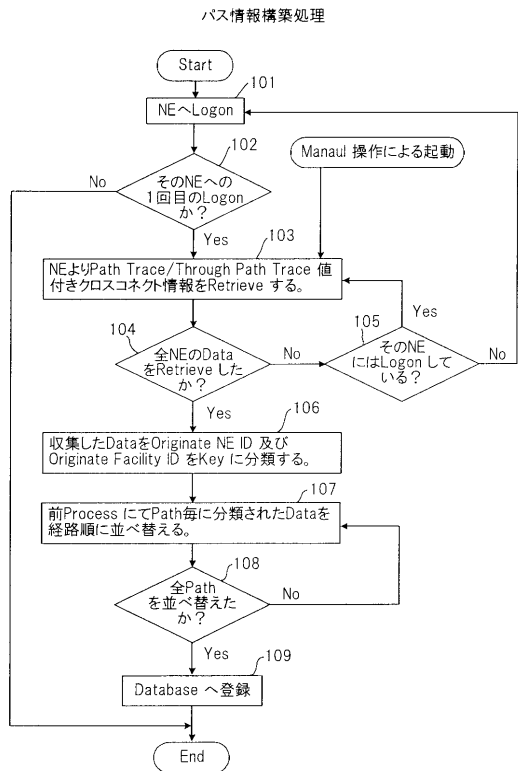 パス情報構築処理
Start
101
NEへLogon
102
Manaul 操作による起動
No
そのNEへの
1回目のLogon
か？
Yes
103
NEよりPath Trace/Through Path Trace 値
付きクロスコネクト情報をRetrieve する。
Yes
104
105
全NEのData
をRetrieve した
か？
No
そのNE
にはLogon して
いる？
No
Yes
106
収集したDataをOriginate NE ID 及び
Originate Facility ID をKey に分類する。
107
前Process にてPath毎に分類されたDataを
経路順に並べ替える。
108
全Path
を並べ替えた
か？
No
Yes
109
Database へ登録
End